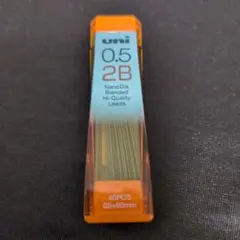 uni
0.5
2B
NanoDia
Blended
Hi-Quality
Leads
40PCS
0.5×60mm